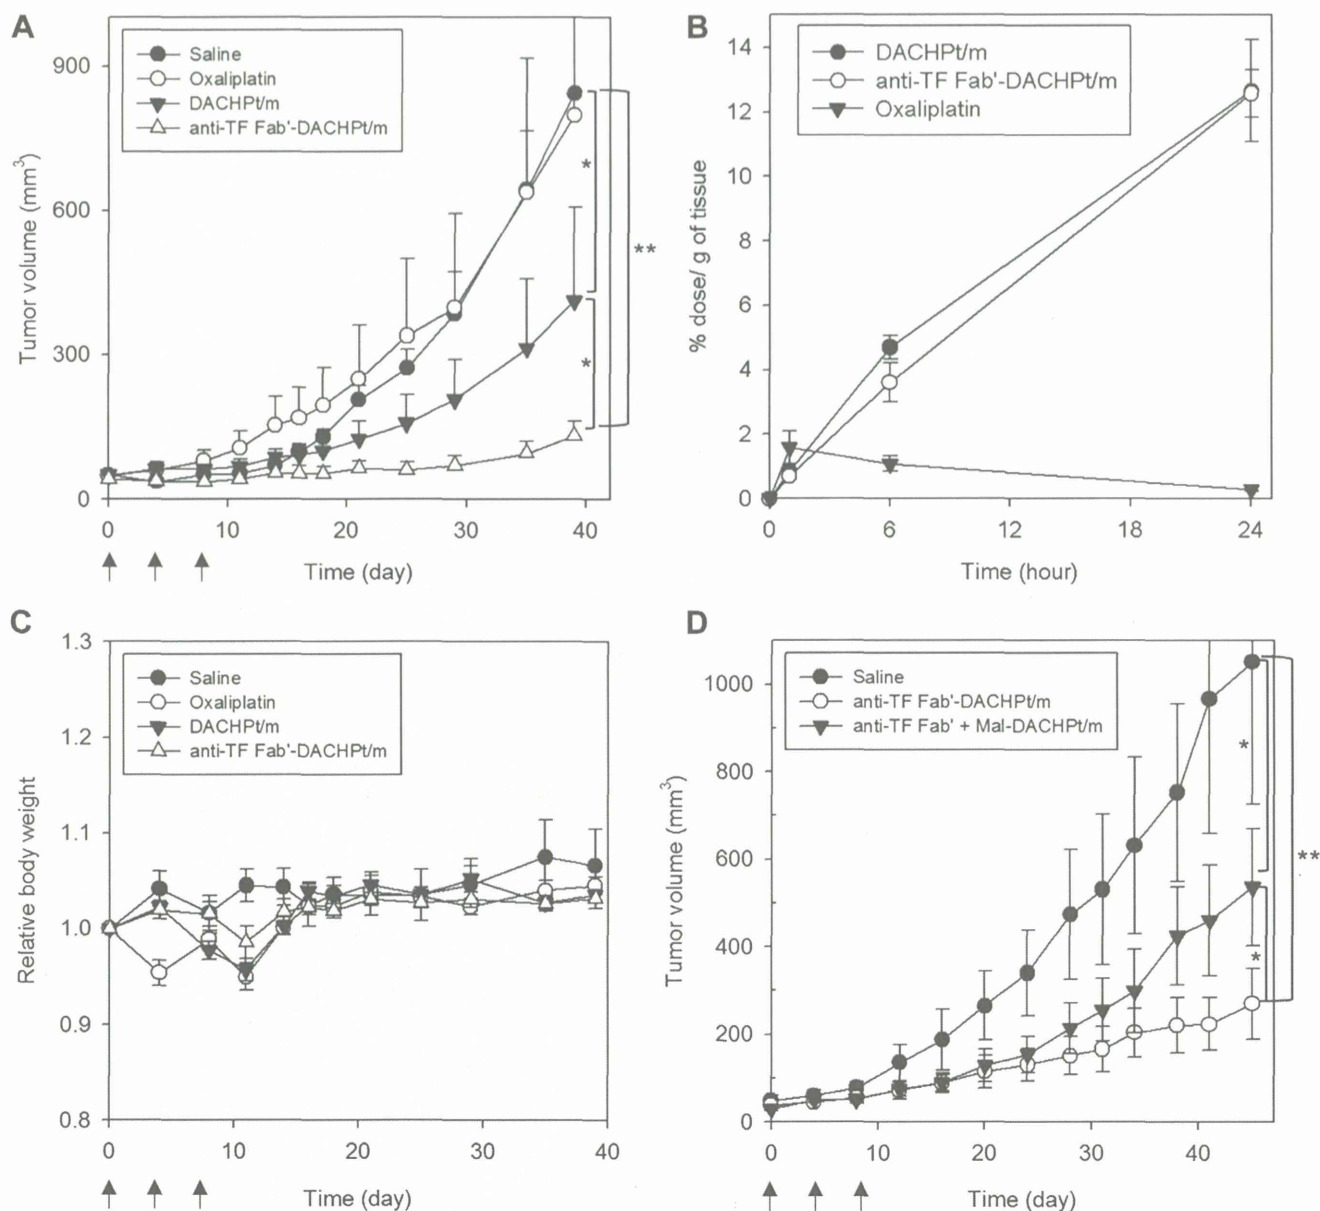 A
Saline
Oxaliplatin
DACHPt/m
anti-TF Fab'-DACHPt/m
900
600
300
0
Tumor volume (mm³)
*
*
**
0 10 20 30 40
Time (day)
B
DACHPt/m
anti-TF Fab'-DACHPt/m
Oxaliplatin
14
12
10
8
6
4
2
0
% dose/ g of tissue
0 6 12 18 24
Time (hour)
C
Saline
Oxaliplatin
DACHPt/m
anti-TF Fab'-DACHPt/m
1.3
1.2
1.1
1.0
0.9
0.8
Relative body weight
0 10 20 30 40
Time (day)
D
Saline
anti-TF Fab'-DACHPt/m
anti-TF Fab' + Mal-DACHPt/m
1000
800
600
400
200
0
Tumor volume (mm³)
*
*
**
0 10 20 30 40
Time (day)